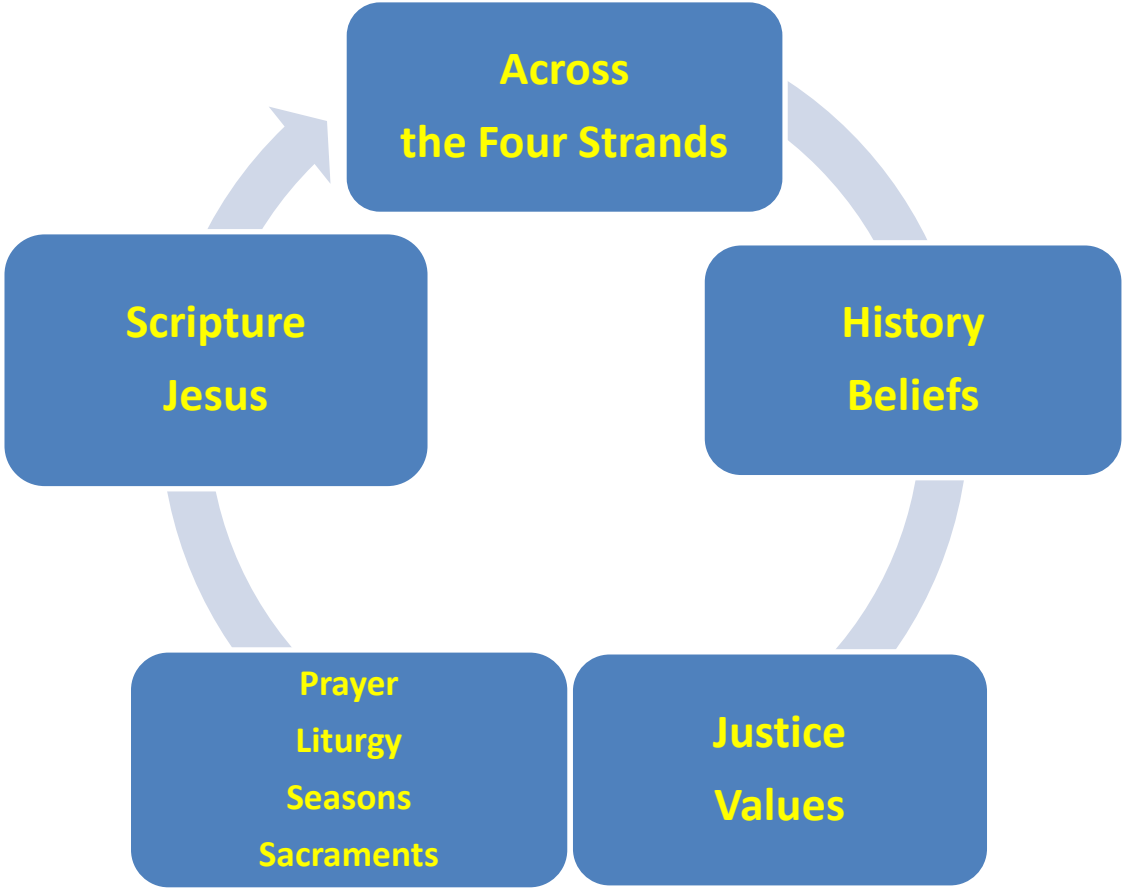 Across
the Four Strands
History
Beliefs
Justice
Values
Prayer
Liturgy
Seasons
Sacraments
Scripture
Jesus